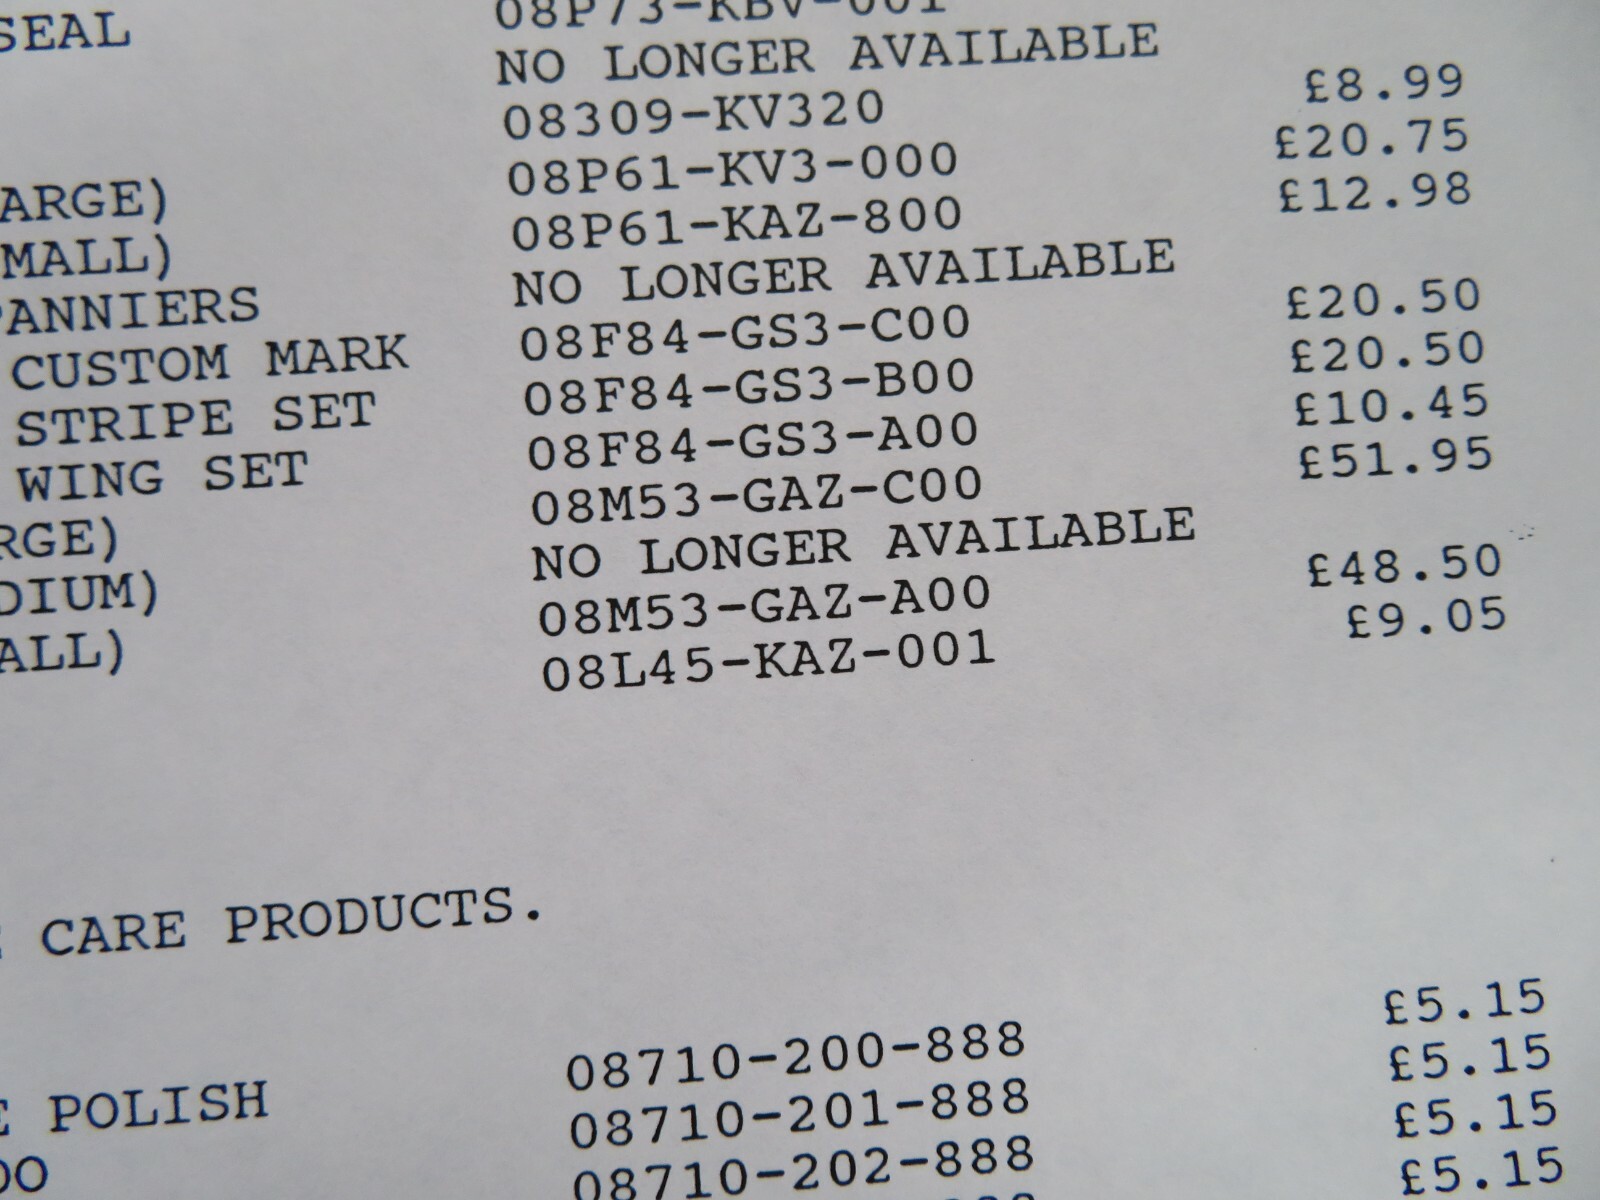 SEAL 08P73-KBV-001
NO LONGER AVAILABLE
08309-KV320 £8.99
ARGE) 08P61-KV3-000 £20.75
MALL) 08P61-KAZ-800 £12.98
PANNIERS NO LONGER AVAILABLE
CUSTOM MARK 08F84-GS3-C00 £20.50
STRIPE SET 08F84-GS3-B00 £20.50
WING SET 08F84-GS3-A00 £10.45
RGE) 08M53-GAZ-C00 £51.95
DIUM) NO LONGER AVAILABLE
ALL) 08M53-GAZ-A00 £48.50
08L45-KAZ-001 £9.05
E CARE PRODUCTS.
E POLISH 08710-200-888 £5.15
OO 08710-201-888 £5.15
08710-202-888 £5.15
£5.15